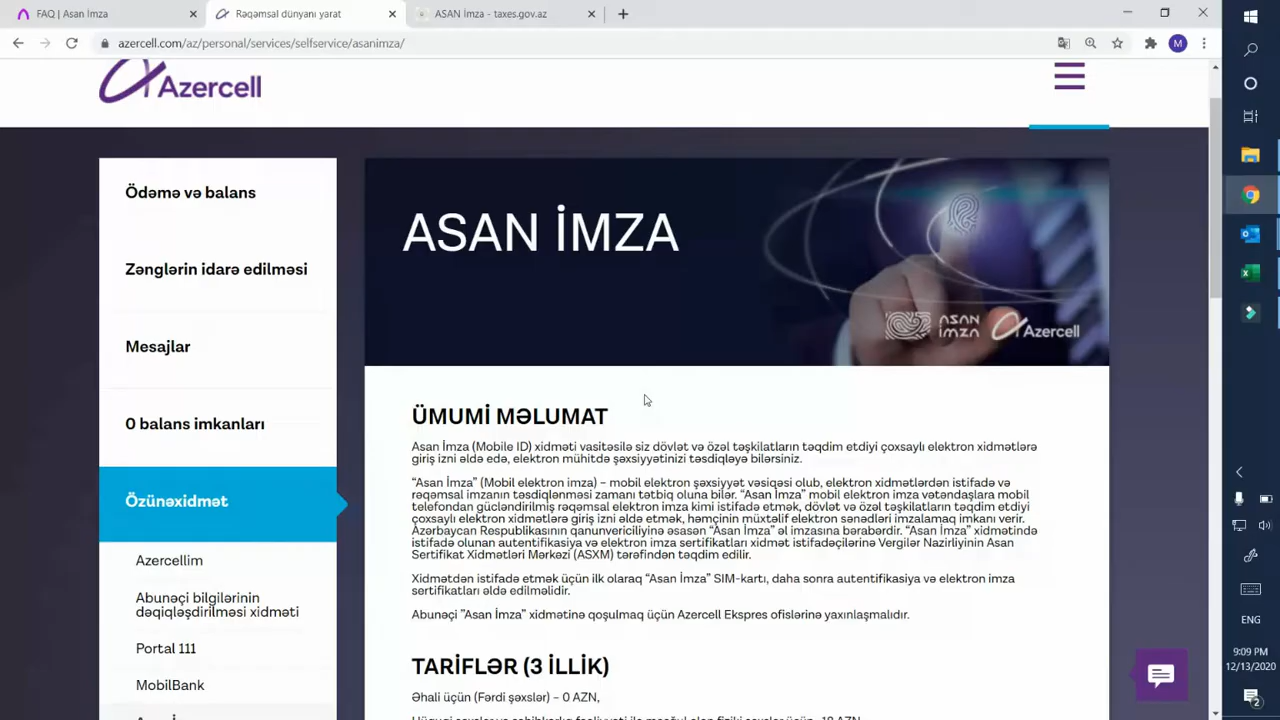 FAQ | Asan İmza
Rəqəmsal dünyanı yarat
ASAN İmza - taxes.gov.az
azercell.com/az/personal/services/selfservice/asanimza/
M
Azercell
Ödəmə və balans
Zənglərin idarə edilməsi
Mesajlar
0 balans imkanları
Özünəxidmət
Azercellim
Abunəçi bilgilərinin
dəqiqləşdirilməsi xidməti
Portal 111
MobilBank
ASAN İMZA
ASAN
İMZA
Azercell
ÜMUMİ MƏLUMAT
Asan İmza (Mobile ID) xidməti vasitəsilə siz dövlət və özəl təşkilatların təqdim etdiyi çoxsaylı elektron xidmətlərə
giriş izni əldə edə, elektron mühitdə şəxsiyyətinizi təsdiqləyə bilərsiniz.
“Asan İmza” (Mobil elektron imza) – mobil elektron şəxsiyyət vəsiqəsi olub, elektron xidmətlərdən istifadə və
rəqəmsal imzanın təsdiqlənməsi zamanı tətbiq oluna bilər. “Asan İmza” mobil elektron imza vətəndaşlara mobil
telefondan gücləndirilmiş rəqəmsal elektron imza kimi istifadə etmək, dövlət və özəl təşkilatların təqdim etdiyi
çoxsaylı elektron xidmətlərə giriş izni əldə etmək, həmçinin müxtəlif elektron sənədləri imzalamaq imkanı verir.
Azərbaycan Respublikasının qanunvericiliyinə əsasən “Asan İmza” əl imzasına bərabərdir. “Asan İmza” xidmətində
istifadə olunan autentifikasiya və elektron imza sertifikatları xidmət istifadəçilərinə Vergilər Nazirliyinin Asan
Sertifikat Xidmətləri Mərkəzi (ASXM) tərəfindən təqdim edilir.
Xidmətdən istifadə etmək üçün ilk olaraq “Asan İmza” SIM-kartı, daha sonra autentifikasiya və elektron imza
sertifikatları əldə edilməlidir.
Abunəçi “Asan İmza” xidmətinə qoşulmaq üçün Azercell Ekspres ofislərinə yaxınlaşmalıdır.
TARİFLƏR (3 İLLİK)
Əhali üçün (Fərdi şəxslər) – 0 AZN,
ENG
9:09 PM
12/13/2020
2